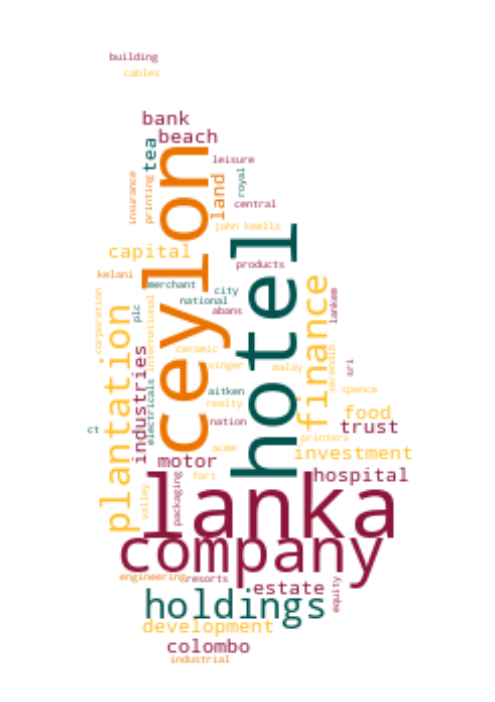 building
cables
bank
beach
tea
leisure
insurance
printing
land
royal
central
john keells
ceylon
hotel
capital
products
kelani
merchant
city
national
lankem
corporation
plc
international
abans
finance
plantation
industries
electricals
ceramic
singer
malay
serendib
sri
aitken
spence
realty
food
ct
nation
trust
printers
acme
investment
motor
fort
hospital
valley
packaging
lanka
company
engineering
resorts
estate
equity
holdings
development
colombo
industrial